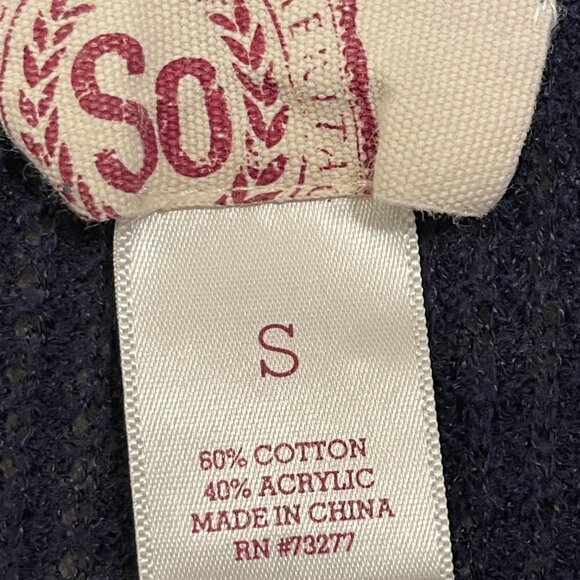 So
S
60% COTTON
40% ACRYLIC
MADE IN CHINA
RN #73277